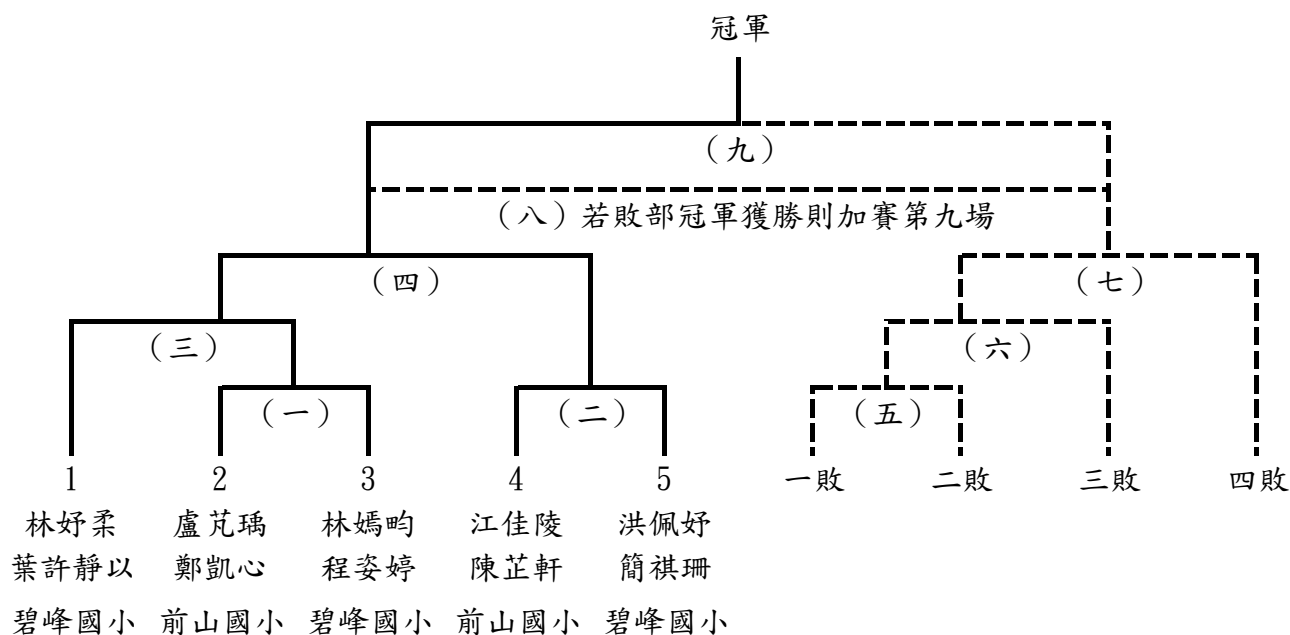 冠軍
（九）
（八）若敗部冠軍獲勝則加賽第九場
（四） （七）
（三） （六）
（一） （二） （五）
1 2 3 4 5 一敗 二敗 三敗 四敗
林妤柔 盧芃瑀 林嫣畇 江佳陵 洪佩妤
葉許靜以 鄭凱心 程姿婷 陳芷軒 簡祺珊
碧峰國小 前山國小 碧峰國小 前山國小 碧峰國小